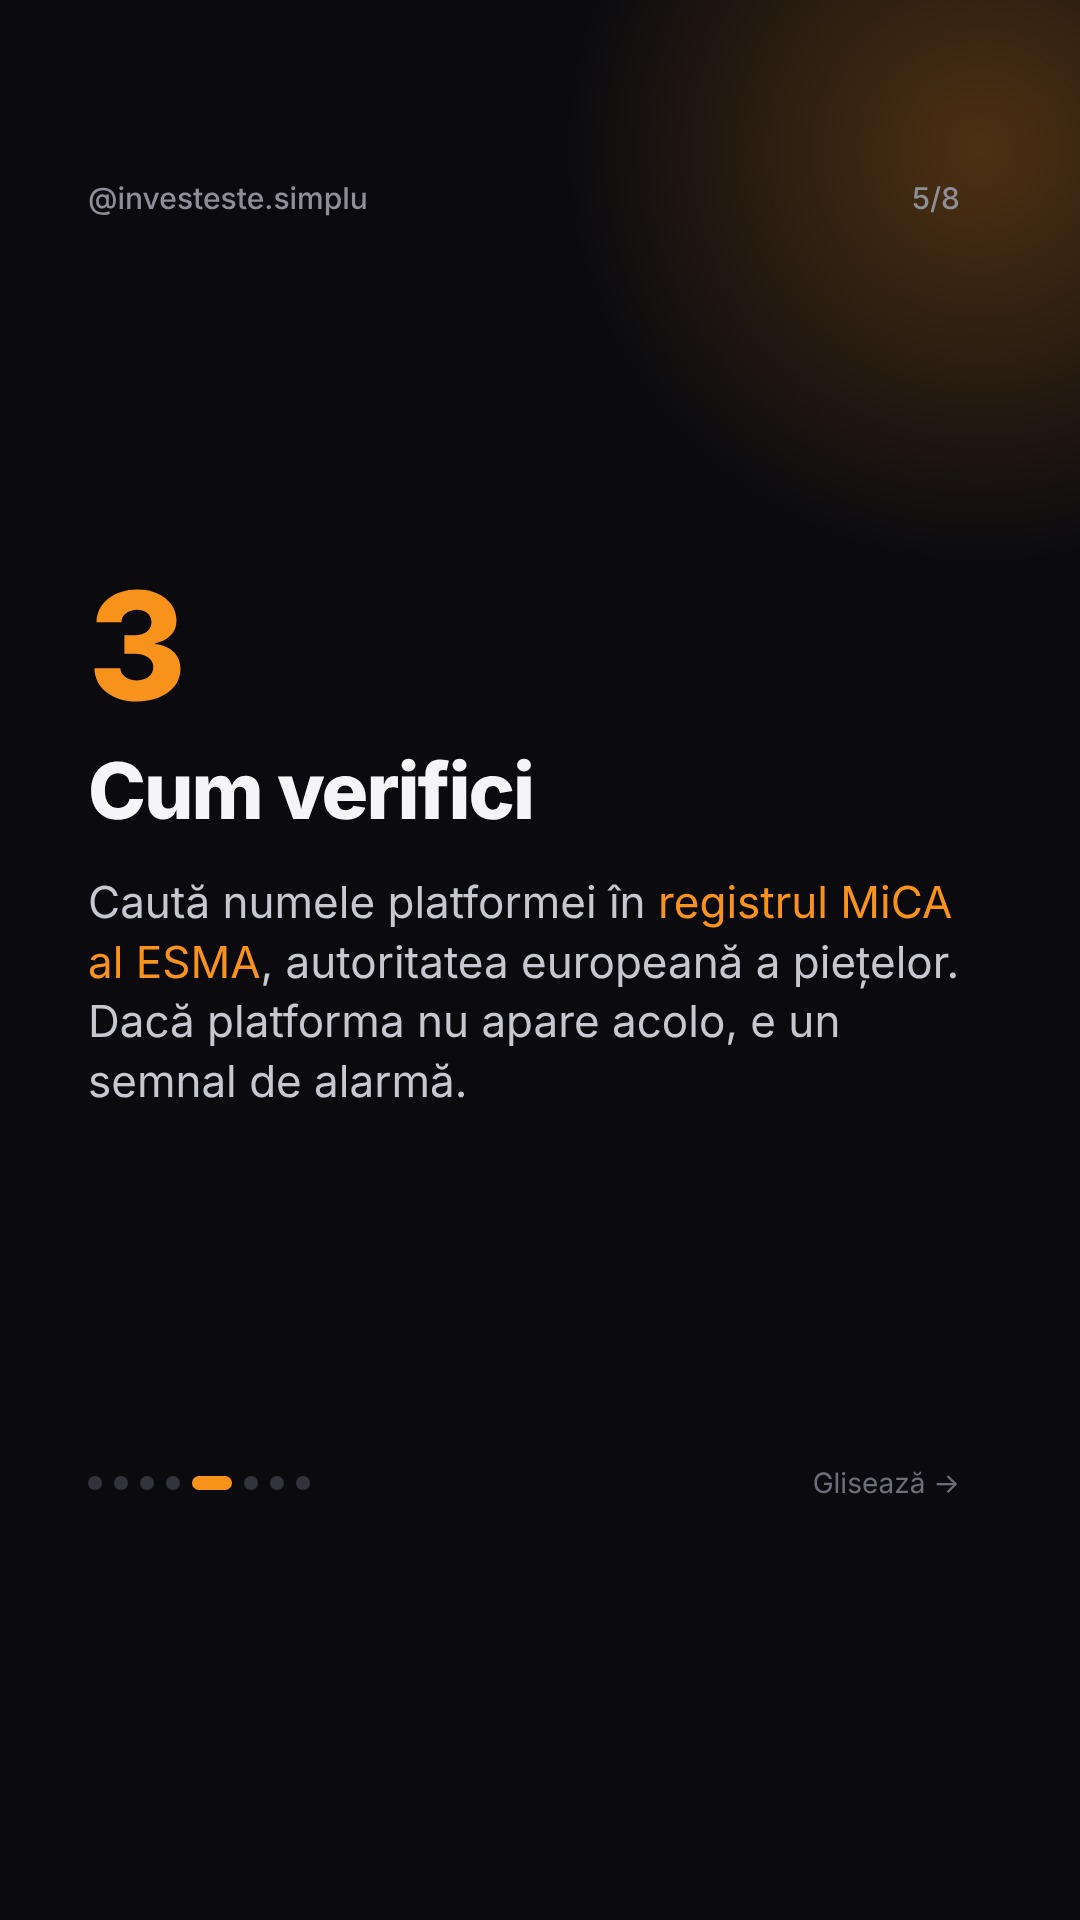 @investeste.simplu
5/8
3
Cum verifici
Caută numele platformei în registrul MiCA
al ESMA, autoritatea europeană a piețelor.
Dacă platforma nu apare acolo, e un
semnal de alarmă.
Glisează →